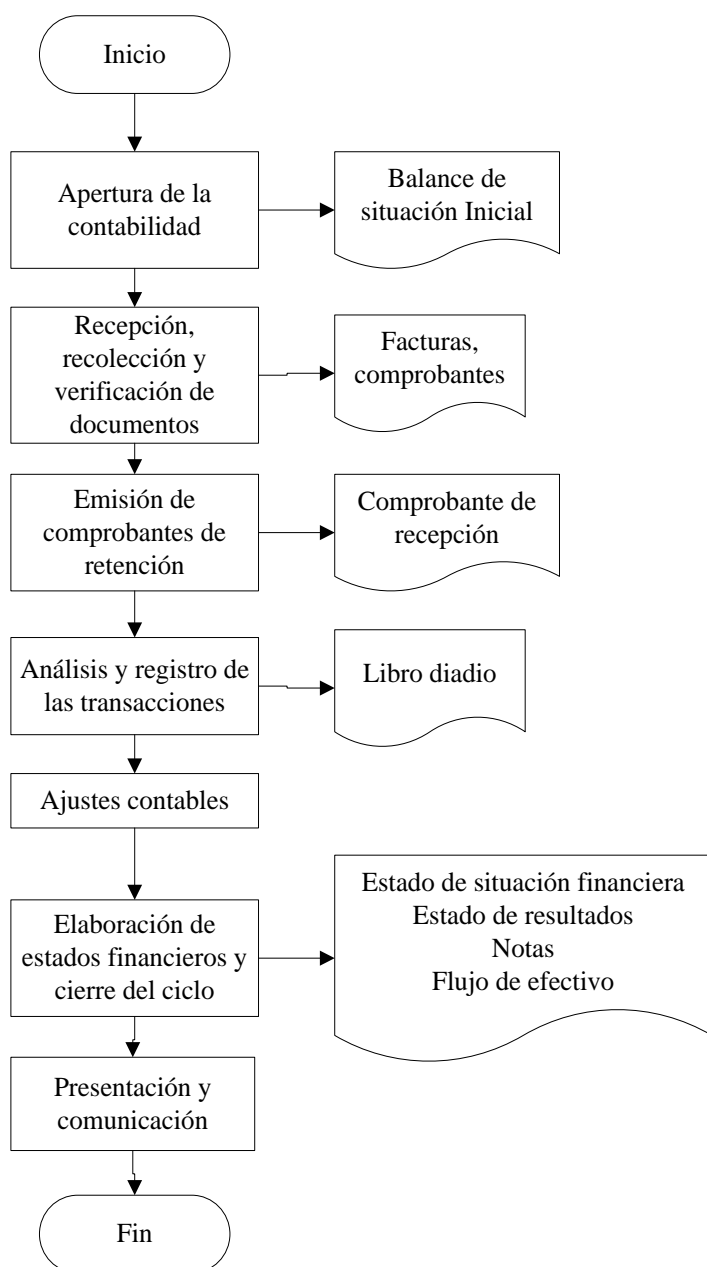 Inicio
Apertura de la
contabilidad
Balance de
situación Inicial
Recepción,
recolección y
verificación de
documentos
Facturas,
comprobantes
Emisión de
comprobantes de
retención
Comprobante de
recepción
Análisis y registro de
las transacciones
Libro diadio
Ajustes contables
Elaboración de
estados financieros y
cierre del ciclo
Estado de situación financiera
Estado de resultados
Notas
Flujo de efectivo
Presentación y
comunicación
Fin